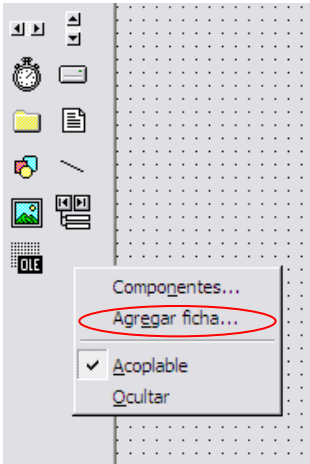 OLE
Componentes...
Agregar ficha...
Acoplable
Ocultar